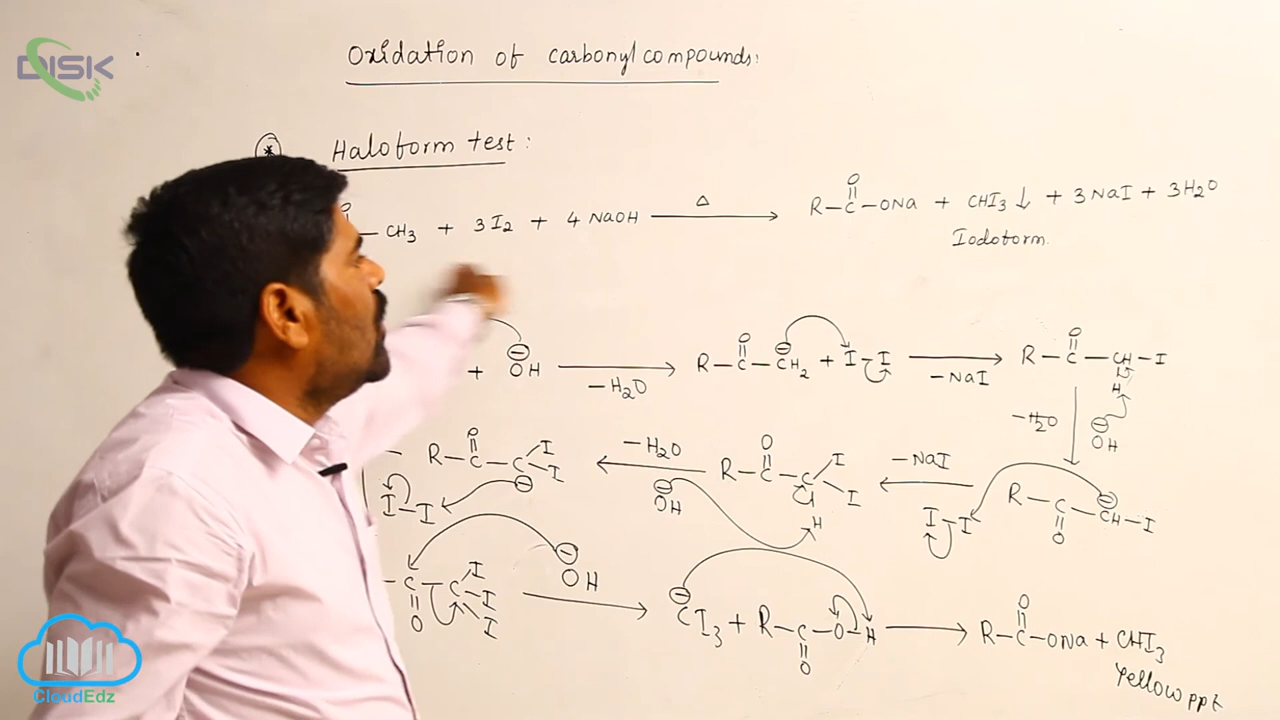 DISK
Oxidation of carbonyl compounds:
* Haloform test:
O
— CH3 + 3I2 + 4 NaOH —Δ→ R—C(=O)—ONa + CHI3↓ + 3NaI + 3H2O
Iodoform.
+ ⊖OH —(−H2O)→ R—C(=O)—⊖CH2 + I—I —(−NaI)→ R—C(=O)—CH—I
H
−H2O ⊖OH
R—C(=O)—C⊖ I I ←(−H2O) R—C(=O)—C I I H ←(−NaI) R—C(=O)—⊖CH—I
I—I ⊖OH I—I
—C(=O)—C I I I ⊖OH → ⊖CI3 + R—C(=O)—O—H → R—C(=O)—ONa + CHI3
Yellow ppt
CloudEdz